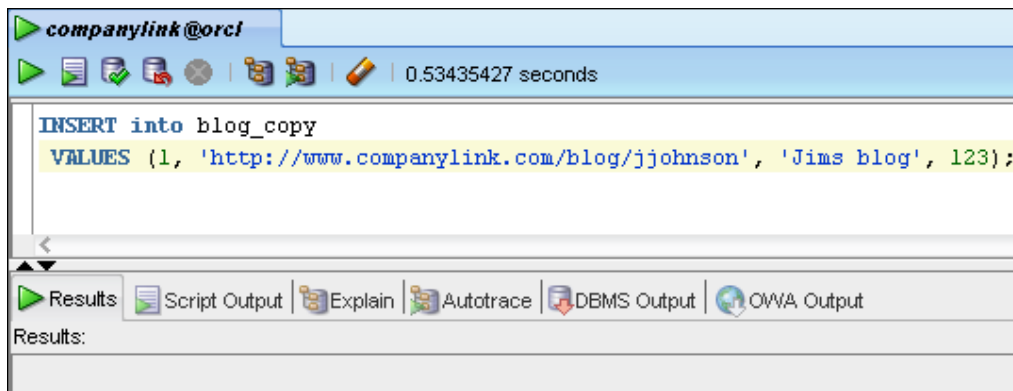 companylink@orcl
0.53435427 seconds
INSERT into blog_copy
VALUES (1, 'http://www.companylink.com/blog/jjohnson', 'Jims blog', 123);
Results Script Output Explain Autotrace DBMS Output OWA Output
Results: